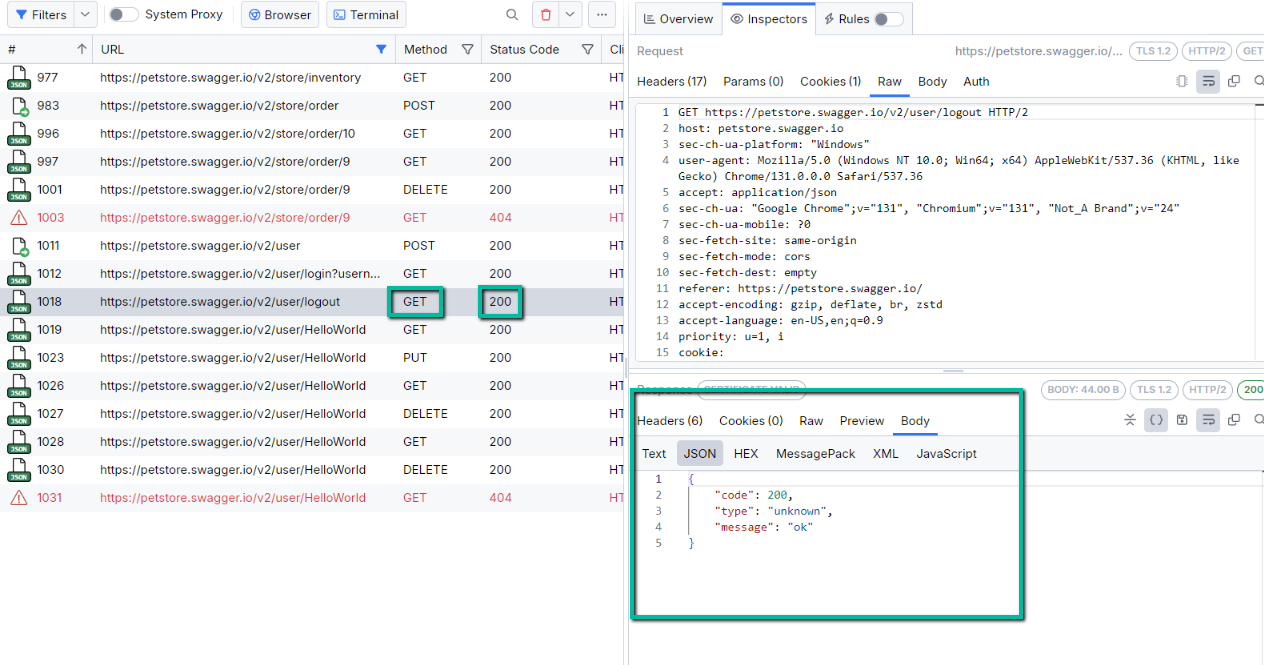 Filters System Proxy Browser Terminal ...
# URL Method Status Code Cli
JSON 977 https://petstore.swagger.io/v2/store/inventory GET 200 HT
983 https://petstore.swagger.io/v2/store/order POST 200 HT
JSON 996 https://petstore.swagger.io/v2/store/order/10 GET 200 HT
JSON 997 https://petstore.swagger.io/v2/store/order/9 GET 200 HT
JSON 1001 https://petstore.swagger.io/v2/store/order/9 DELETE 200 HT
1003 https://petstore.swagger.io/v2/store/order/9 GET 404 HT
1011 https://petstore.swagger.io/v2/user POST 200 HT
JSON 1012 https://petstore.swagger.io/v2/user/login?usern... GET 200 HT
JSON 1018 https://petstore.swagger.io/v2/user/logout GET 200 HT
JSON 1019 https://petstore.swagger.io/v2/user/HelloWorld GET 200 HT
JSON 1023 https://petstore.swagger.io/v2/user/HelloWorld PUT 200 HT
JSON 1026 https://petstore.swagger.io/v2/user/HelloWorld GET 200 HT
JSON 1027 https://petstore.swagger.io/v2/user/HelloWorld DELETE 200 HT
JSON 1028 https://petstore.swagger.io/v2/user/HelloWorld GET 200 HT
JSON 1030 https://petstore.swagger.io/v2/user/HelloWorld DELETE 200 HT
1031 https://petstore.swagger.io/v2/user/HelloWorld GET 404 HT
Overview Inspectors Rules
Request https://petstore.swagger.io/... TLS 1.2 HTTP/2 GET
Headers (17) Params (0) Cookies (1) Raw Body Auth
1 GET https://petstore.swagger.io/v2/user/logout HTTP/2
2 host: petstore.swagger.io
3 sec-ch-ua-platform: "Windows"
4 user-agent: Mozilla/5.0 (Windows NT 10.0; Win64; x64) AppleWebKit/537.36 (KHTML, like
Gecko) Chrome/131.0.0.0 Safari/537.36
5 accept: application/json
6 sec-ch-ua: "Google Chrome";v="131", "Chromium";v="131", "Not_A Brand";v="24"
7 sec-ch-ua-mobile: ?0
8 sec-fetch-site: same-origin
9 sec-fetch-mode: cors
10 sec-fetch-dest: empty
11 referer: https://petstore.swagger.io/
12 accept-encoding: gzip, deflate, br, zstd
13 accept-language: en-US,en;q=0.9
14 priority: u=1, i
15 cookie:
Response CERTIFICATE VALID BODY: 44.00 B TLS 1.2 HTTP/2 200
Headers (6) Cookies (0) Raw Preview Body
Text JSON HEX MessagePack XML JavaScript
1 {
2 "code": 200,
3 "type": "unknown",
4 "message": "ok"
5 }